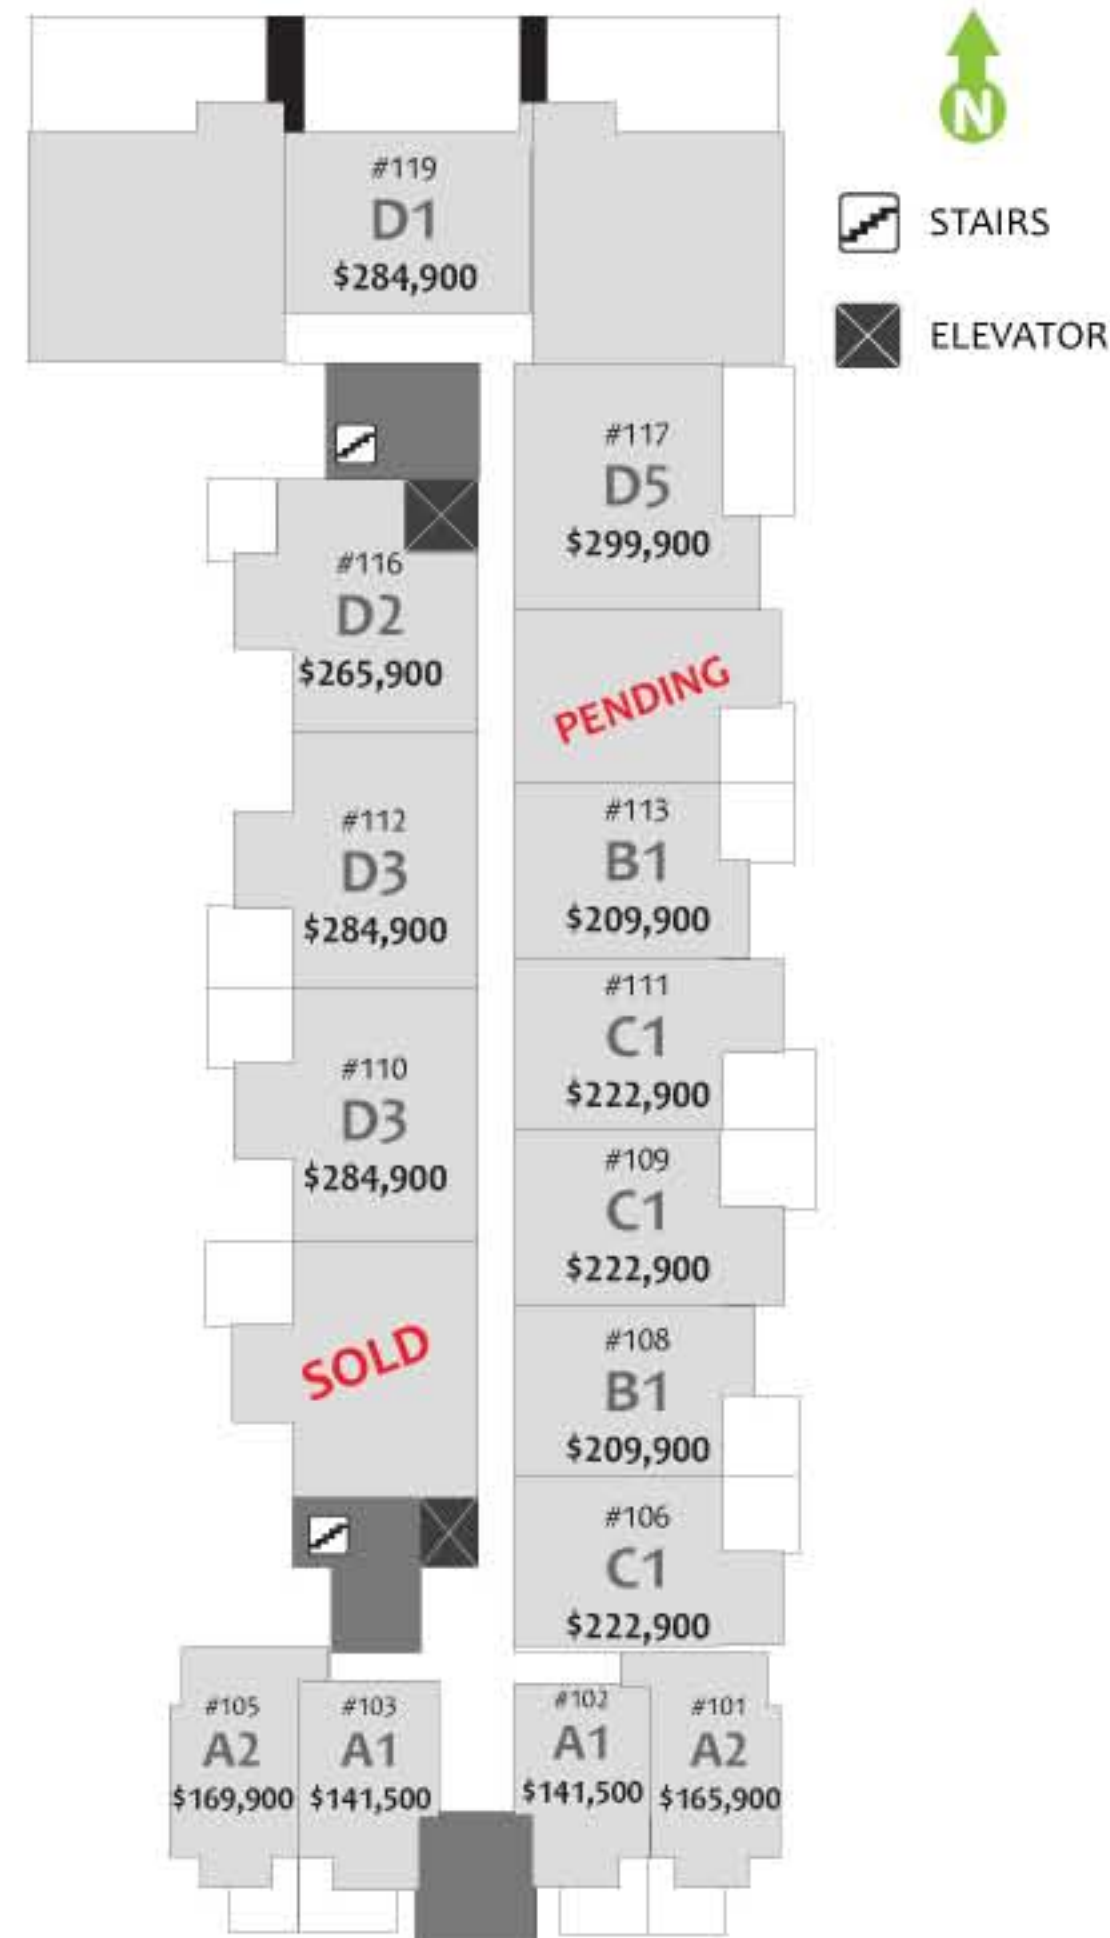 N
STAIRS
ELEVATOR
#119
D1
$284,900
#117
D5
$299,900
#116
D2
$265,900
PENDING
#112
D3
$284,900
#113
B1
$209,900
#111
C1
$222,900
#110
D3
$284,900
#109
C1
$222,900
SOLD
#108
B1
$209,900
#106
C1
$222,900
#105
A2
$169,900
#103
A1
$141,500
#102
A1
$141,500
#101
A2
$165,900